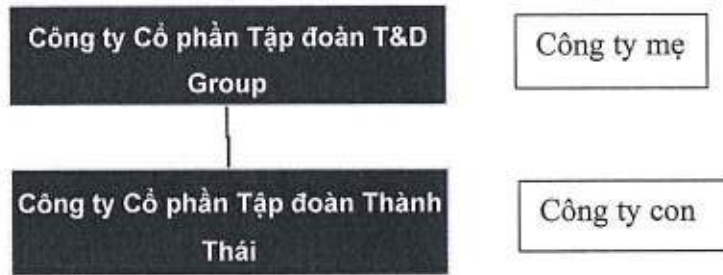 Công ty Cổ phần Tập đoàn T&D
Group
Công ty mẹ
Công ty Cổ phần Tập đoàn Thành
Thái
Công ty con